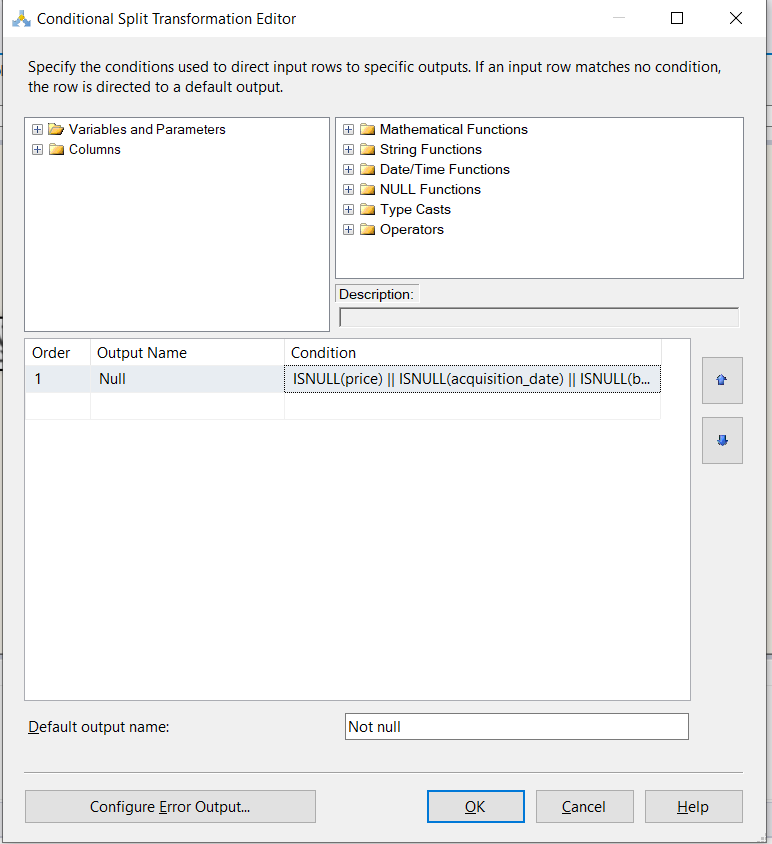 Conditional Split Transformation Editor
Specify the conditions used to direct input rows to specific outputs. If an input row matches no condition,
the row is directed to a default output.
Variables and Parameters
Columns
Mathematical Functions
String Functions
Date/Time Functions
NULL Functions
Type Casts
Operators
Description:
Order Output Name Condition
1 Null ISNULL(price) || ISNULL(acquisition_date) || ISNULL(b...
Default output name: Not null
Configure Error Output... OK Cancel Help